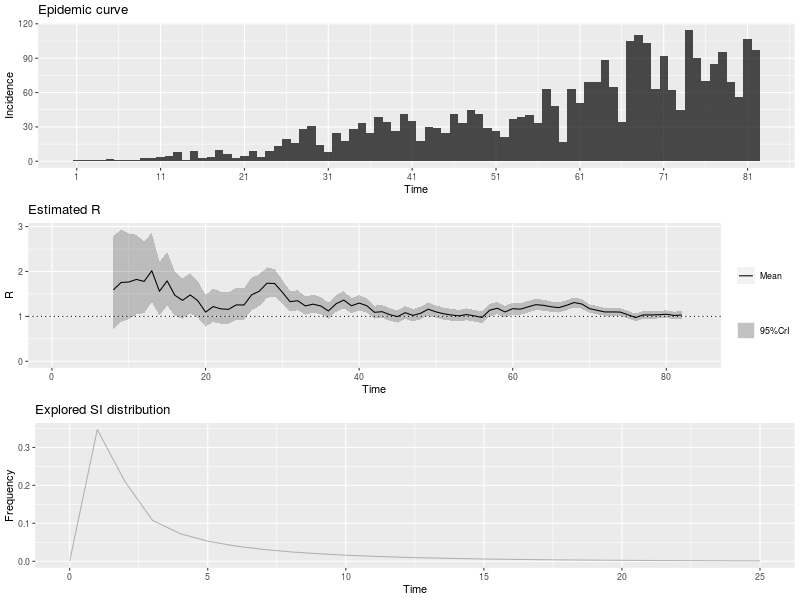 Epidemic curve
120
90
60
30
0
Incidence
1 11 21 31 41 51 61 71 81
Time
Estimated R
3
2
1
0
R
0 20 40 60 80
Time
Mean
95%CrI
Explored SI distribution
0.3
0.2
0.1
0.0
Frequency
0 5 10 15 20 25
Time